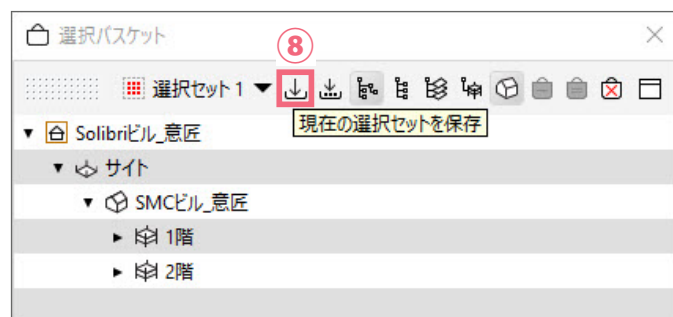 選択バスケット
⑧
選択セット 1
現在の選択セットを保存
Solibriビル_意匠
サイト
SMCビル_意匠
1階
2階